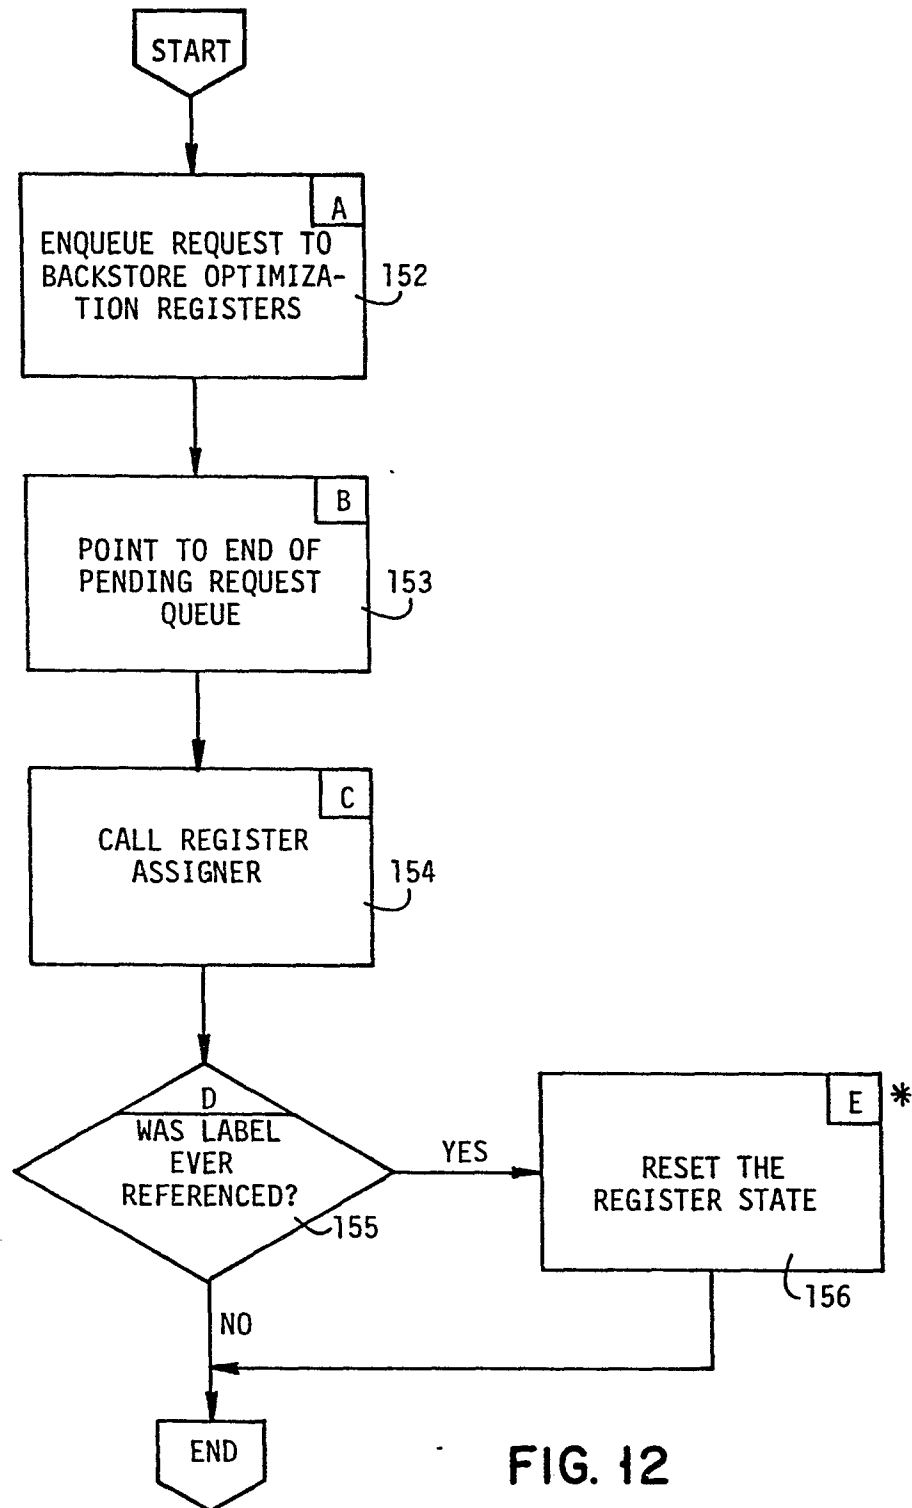 START
A
ENQUEUE REQUEST TO
BACKSTORE OPTIMIZA-
TION REGISTERS
152
B
POINT TO END OF
PENDING REQUEST
QUEUE
153
C
CALL REGISTER
ASSIGNER
154
D
WAS LABEL
EVER
REFERENCED?
155
YES
E *
RESET THE
REGISTER STATE
156
NO
END
FIG. 12